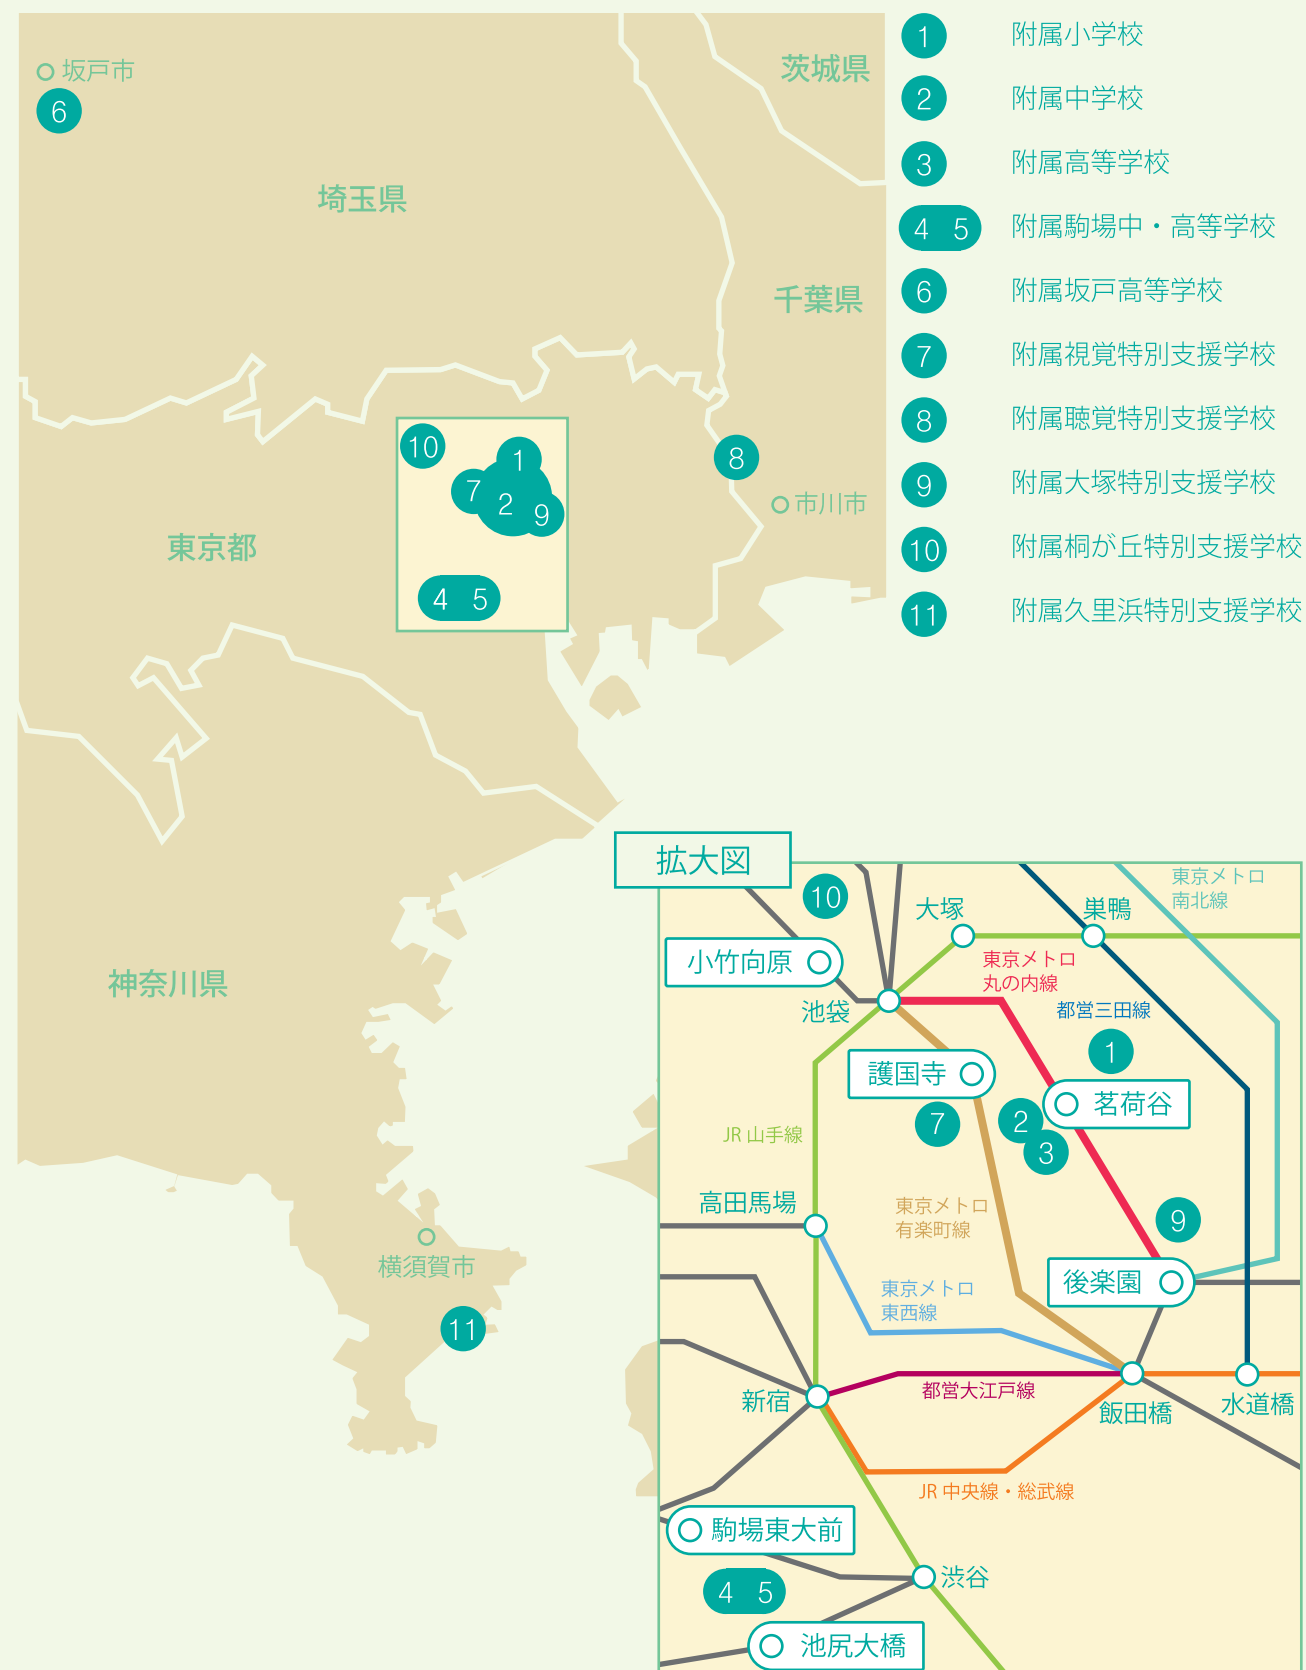 坂戸市
6
埼玉県
茨城県
千葉県
10
1
7
2
9
8
市川市
東京都
4 5
神奈川県
横須賀市
11
1 附属小学校
2 附属中学校
3 附属高等学校
4 5 附属駒場中・高等学校
6 附属坂戸高等学校
7 附属視覚特別支援学校
8 附属聴覚特別支援学校
9 附属大塚特別支援学校
10 附属桐が丘特別支援学校
11 附属久里浜特別支援学校
拡大図
10
東京メトロ
南北線
大塚
巣鴨
小竹向原
東京メトロ
丸の内線
池袋
都営三田線
1
護国寺
茗荷谷
7
2
3
JR 山手線
高田馬場
東京メトロ
有楽町線
9
後楽園
東京メトロ
東西線
新宿
都営大江戸線
飯田橋
水道橋
JR 中央線・総武線
駒場東大前
渋谷
4 5
池尻大橋